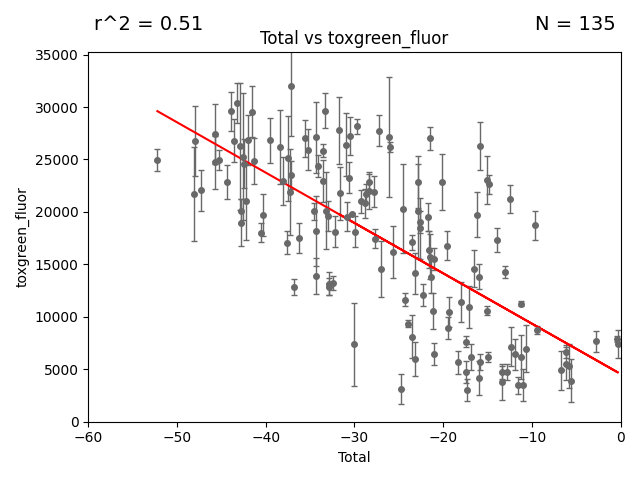 r^2 = 0.51
N = 135
Total vs toxgreen_fluor
35000
30000
25000
20000
15000
10000
5000
0
toxgreen_fluor
−60 −50 −40 −30 −20 −10 0
Total